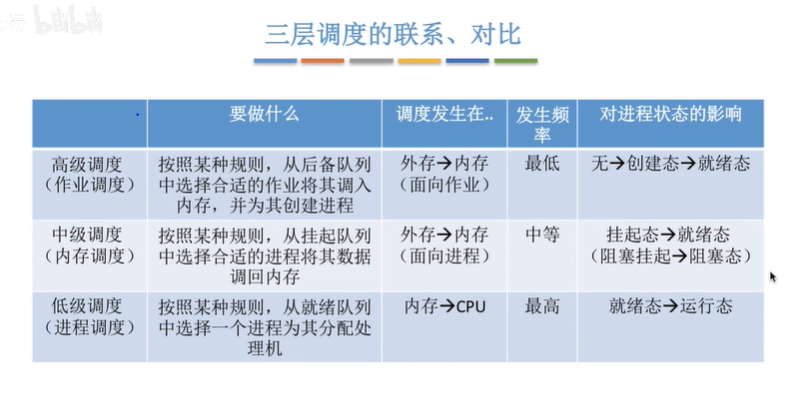 bilibili
三层调度的联系、对比
要做什么
调度发生在..
发生频
率
对进程状态的影响
高级调度
（作业调度）
按照某种规则，从后备队列
中选择合适的作业将其调入
内存，并为其创建进程
外存→内存
（面向作业）
最低
无→创建态→就绪态
中级调度
（内存调度）
按照某种规则，从挂起队列
中选择合适的进程将其数据
调回内存
外存→内存
（面向进程）
中等
挂起态→就绪态
（阻塞挂起→阻塞态）
低级调度
（进程调度）
按照某种规则，从就绪队列
中选择一个进程为其分配处
理机
内存→CPU
最高
就绪态→运行态